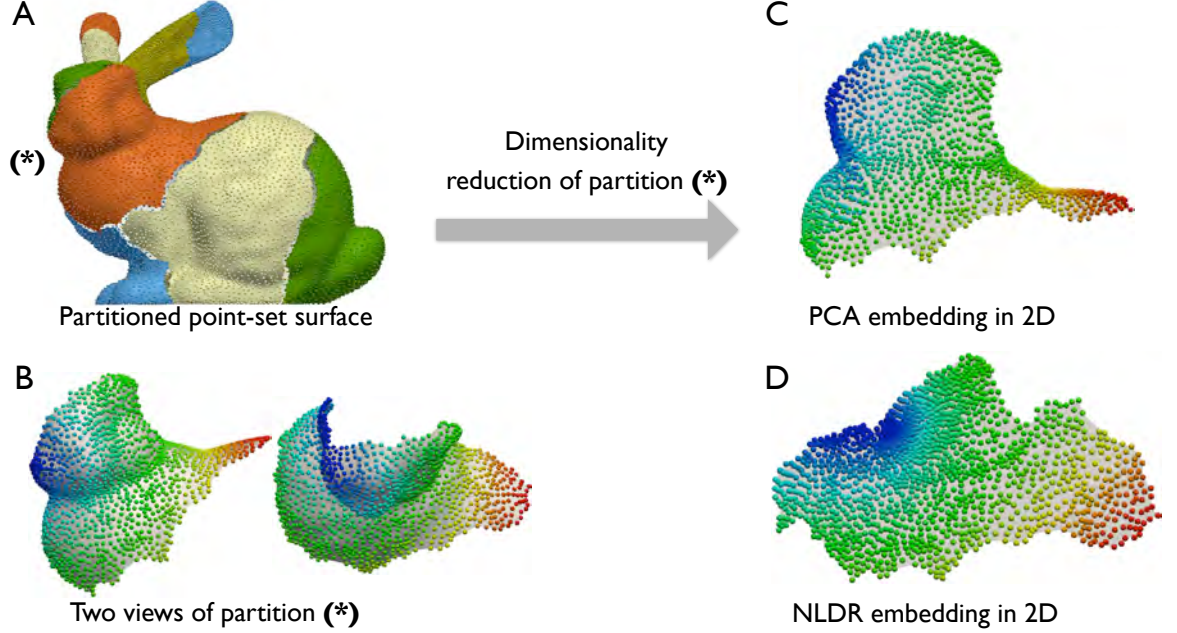 A
(*)
Partitioned point-set surface
Dimensionality
reduction of partition (*)
C
PCA embedding in 2D
B
Two views of partition (*)
D
NLDR embedding in 2D